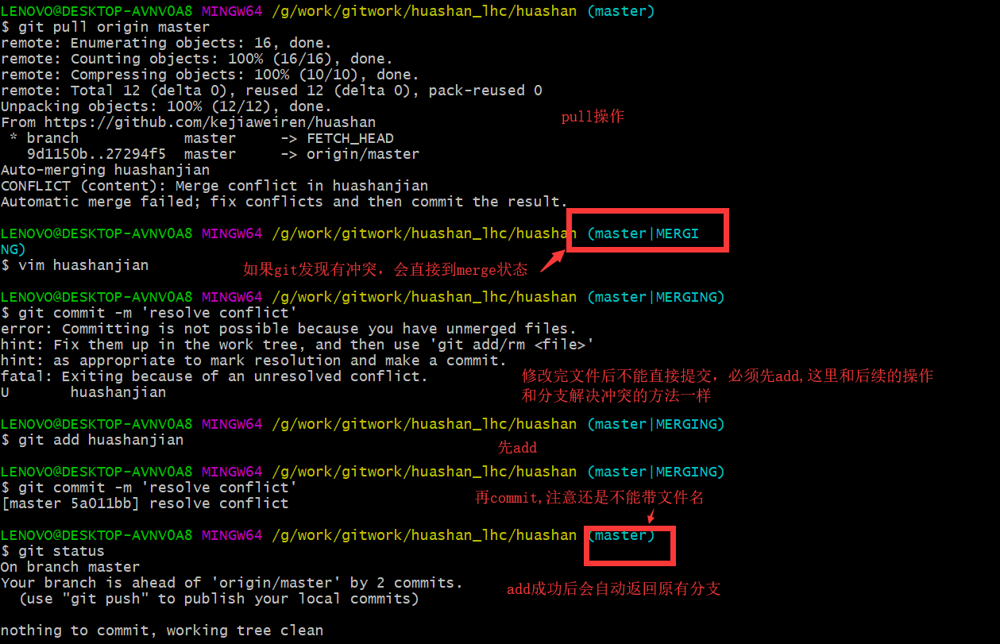 LENOVO@DESKTOP-AVNV0A8 MINGW64 /g/work/gitwork/huashan_lhc/huashan (master)
$ git pull origin master
remote: Enumerating objects: 16, done.
remote: Counting objects: 100% (16/16), done.
remote: Compressing objects: 100% (10/10), done.
remote: Total 12 (delta 0), reused 12 (delta 0), pack-reused 0
Unpacking objects: 100% (12/12), done.
pull操作
From https://github.com/kejiaweiren/huashan
 * branch            master     -> FETCH_HEAD
   9d1150b..27294f5  master     -> origin/master
Auto-merging huashanjian
CONFLICT (content): Merge conflict in huashanjian
Automatic merge failed; fix conflicts and then commit the result.
LENOVO@DESKTOP-AVNV0A8 MINGW64 /g/work/gitwork/huashan_lhc/huashan (master|MERGI
NG)
$ vim huashanjian
如果git发现有冲突，会直接到merge状态
LENOVO@DESKTOP-AVNV0A8 MINGW64 /g/work/gitwork/huashan_lhc/huashan (master|MERGING)
$ git commit -m 'resolve conflict'
error: Committing is not possible because you have unmerged files.
hint: Fix them up in the work tree, and then use 'git add/rm <file>'
hint: as appropriate to mark resolution and make a commit.
fatal: Exiting because of an unresolved conflict.
U       huashanjian
修改完文件后不能直接提交，必须先add,这里和后续的操作
和分支解决冲突的方法一样
LENOVO@DESKTOP-AVNV0A8 MINGW64 /g/work/gitwork/huashan_lhc/huashan (master|MERGING)
$ git add huashanjian
先add
LENOVO@DESKTOP-AVNV0A8 MINGW64 /g/work/gitwork/huashan_lhc/huashan (master|MERGING)
$ git commit -m 'resolve conflict'
再commit,注意还是不能带文件名
[master 5a011bb] resolve conflict
LENOVO@DESKTOP-AVNV0A8 MINGW64 /g/work/gitwork/huashan_lhc/huashan (master)
$ git status
On branch master
Your branch is ahead of 'origin/master' by 2 commits.
add成功后会自动返回原有分支
  (use "git push" to publish your local commits)
nothing to commit, working tree clean